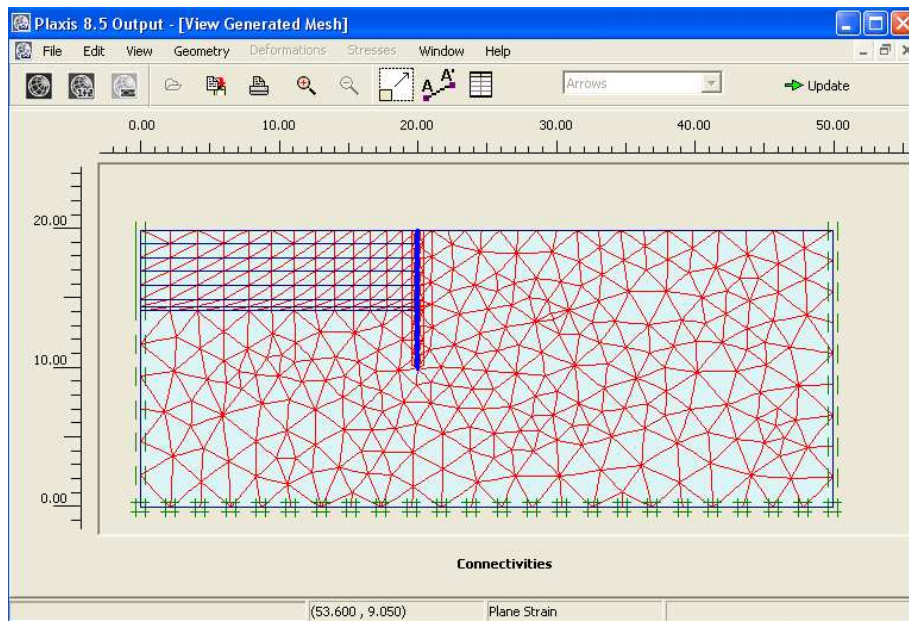 Plaxis 8.5 Output - [View Generated Mesh]
File Edit View Geometry Deformations Stresses Window Help
A A' Arrows Update
0.00 10.00 20.00 30.00 40.00 50.00
20.00
10.00
0.00
Connectivities
(53.600 , 9.050) Plane Strain